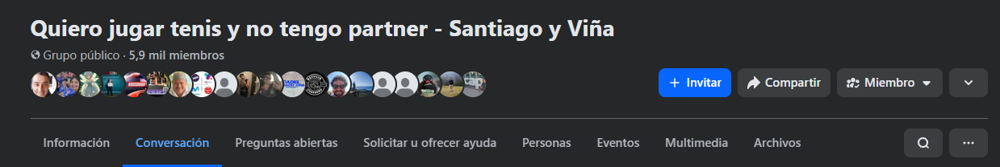 Quiero jugar tenis y no tengo partner - Santiago y Viña
Grupo público · 5,9 mil miembros
+ Invitar
Compartir
Miembro
Información
Conversación
Preguntas abiertas
Solicitar u ofrecer ayuda
Personas
Eventos
Multimedia
Archivos